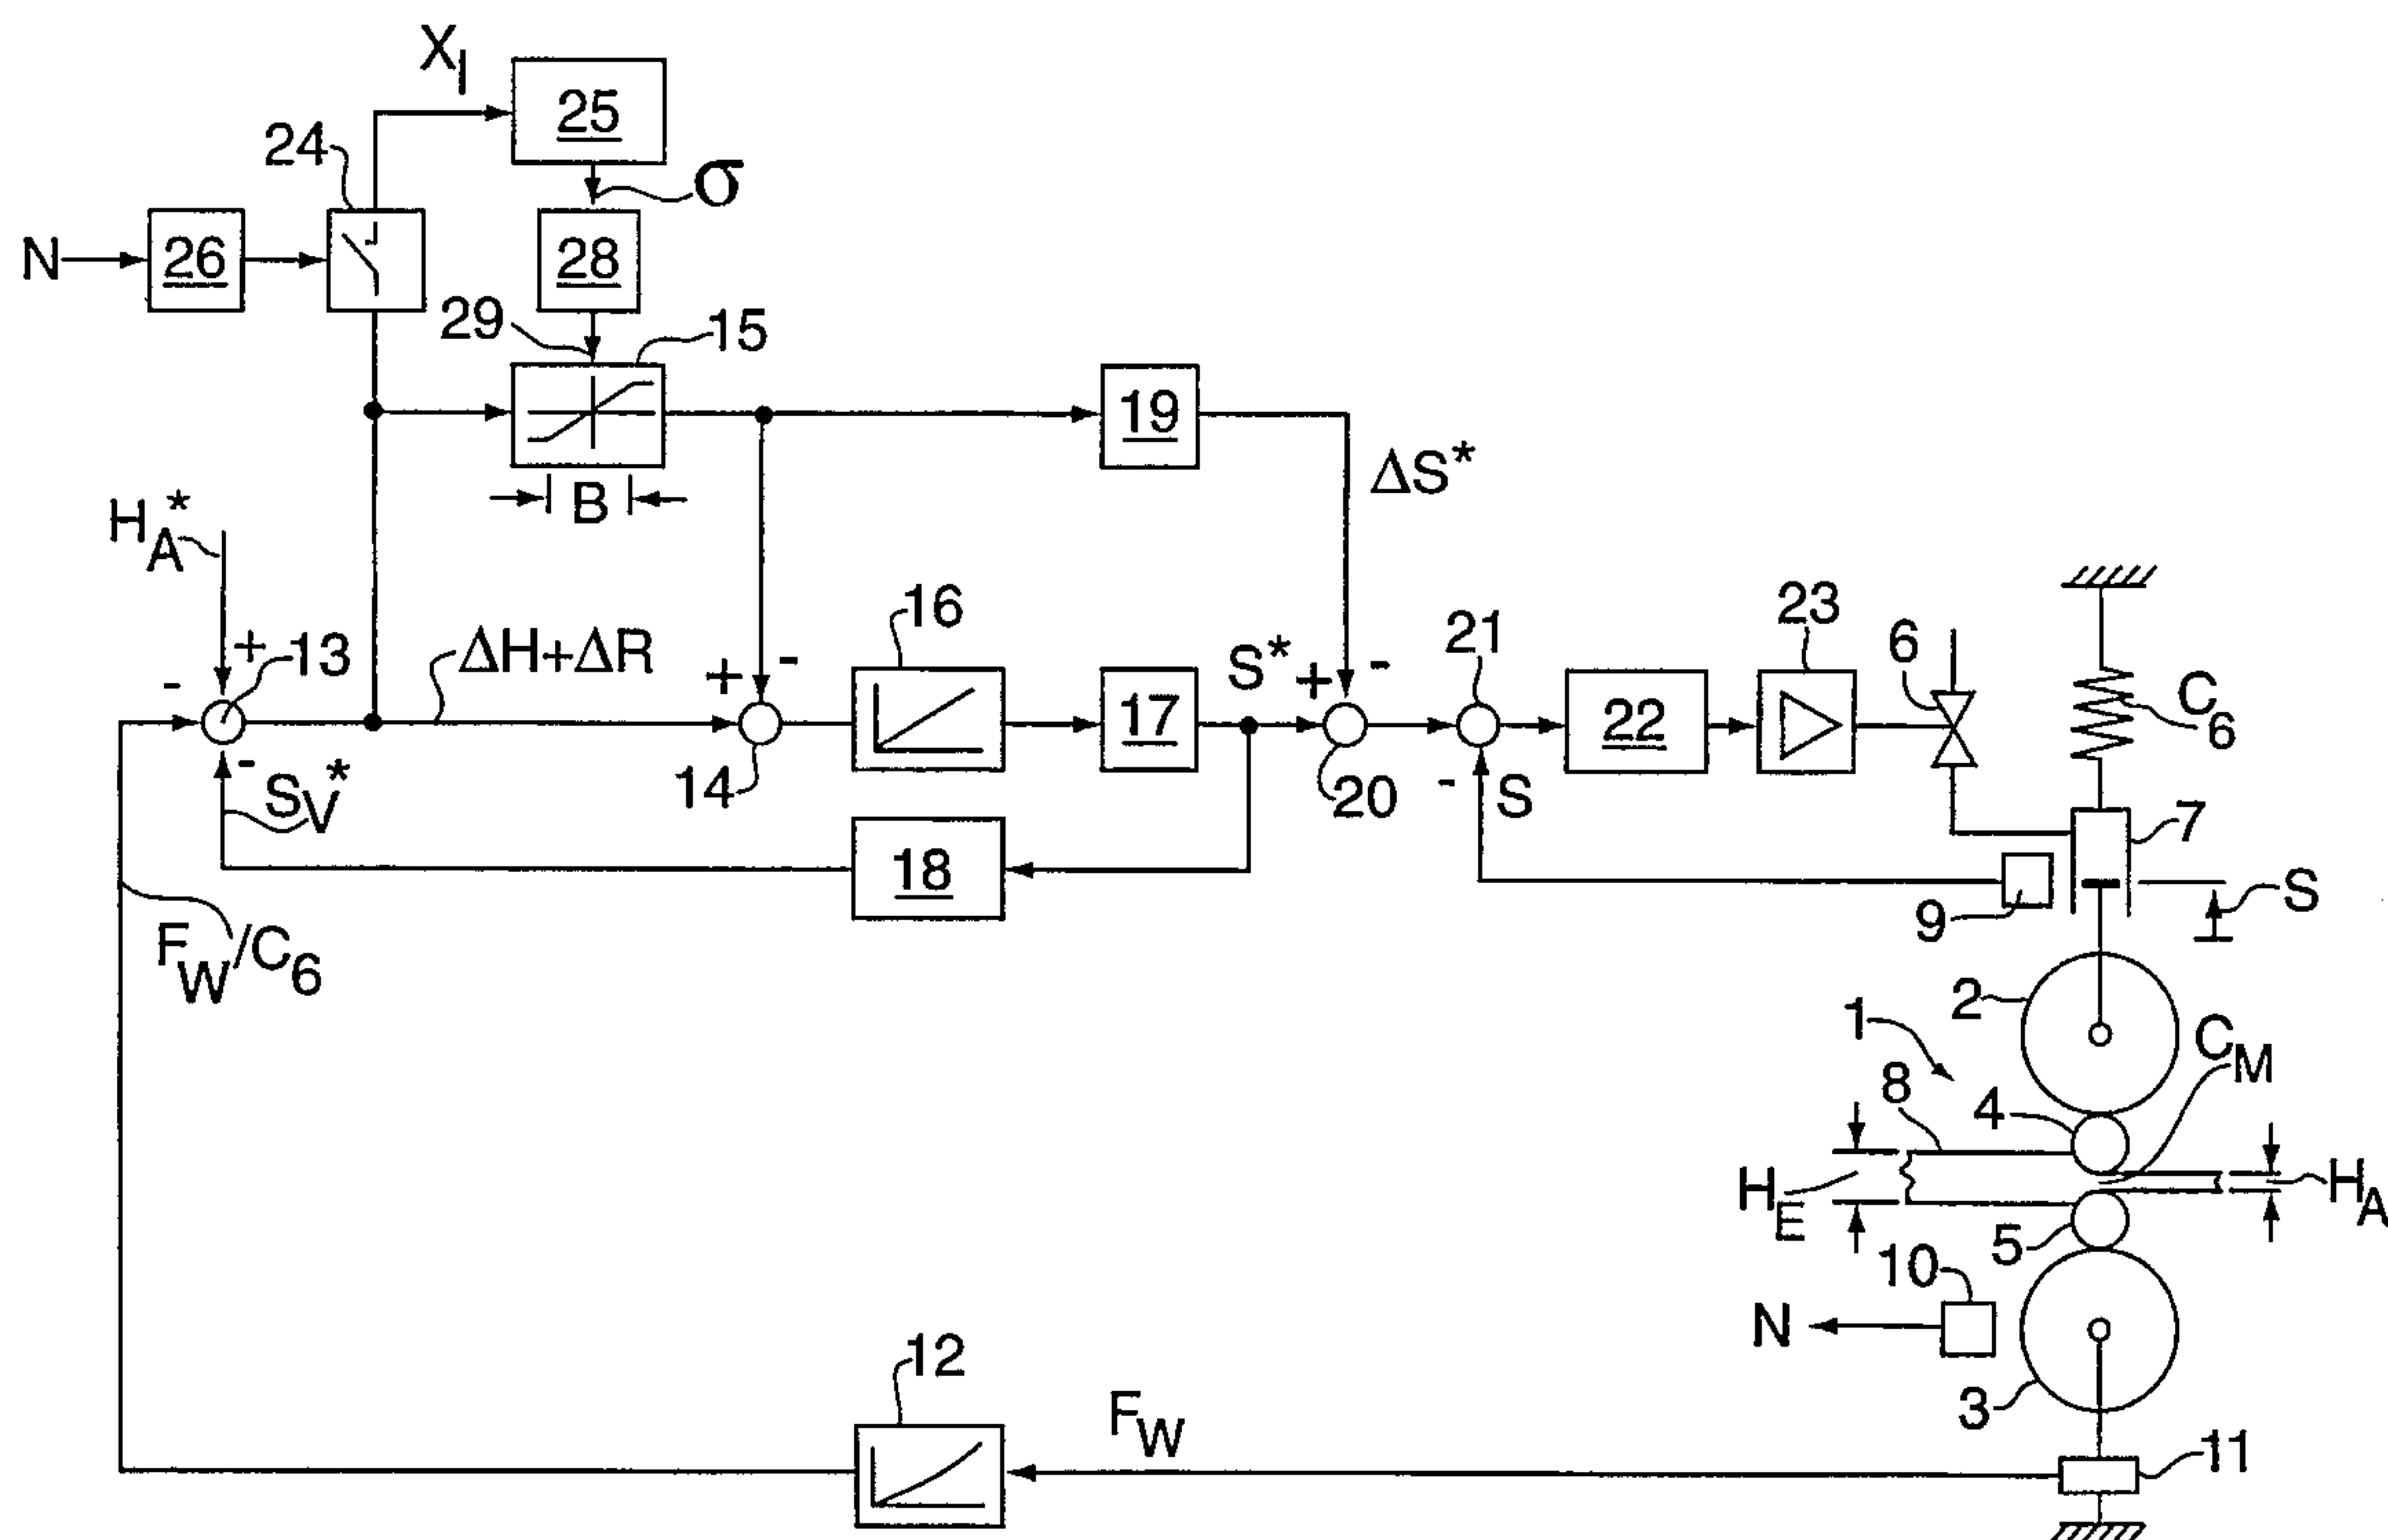 X_I
25
24
σ
N
26
28
29
15
19
B
ΔS*
H_A*
16
23
21
+
13
ΔH+ΔR
+
-
S*
+
-
6
C_6
-
22
17
14
20
-
S_V*
-
S
7
18
9
S
F_W/C_6
2
1
C_M
8
4
H_E
H_A
5
10
N
12
F_W
3
11